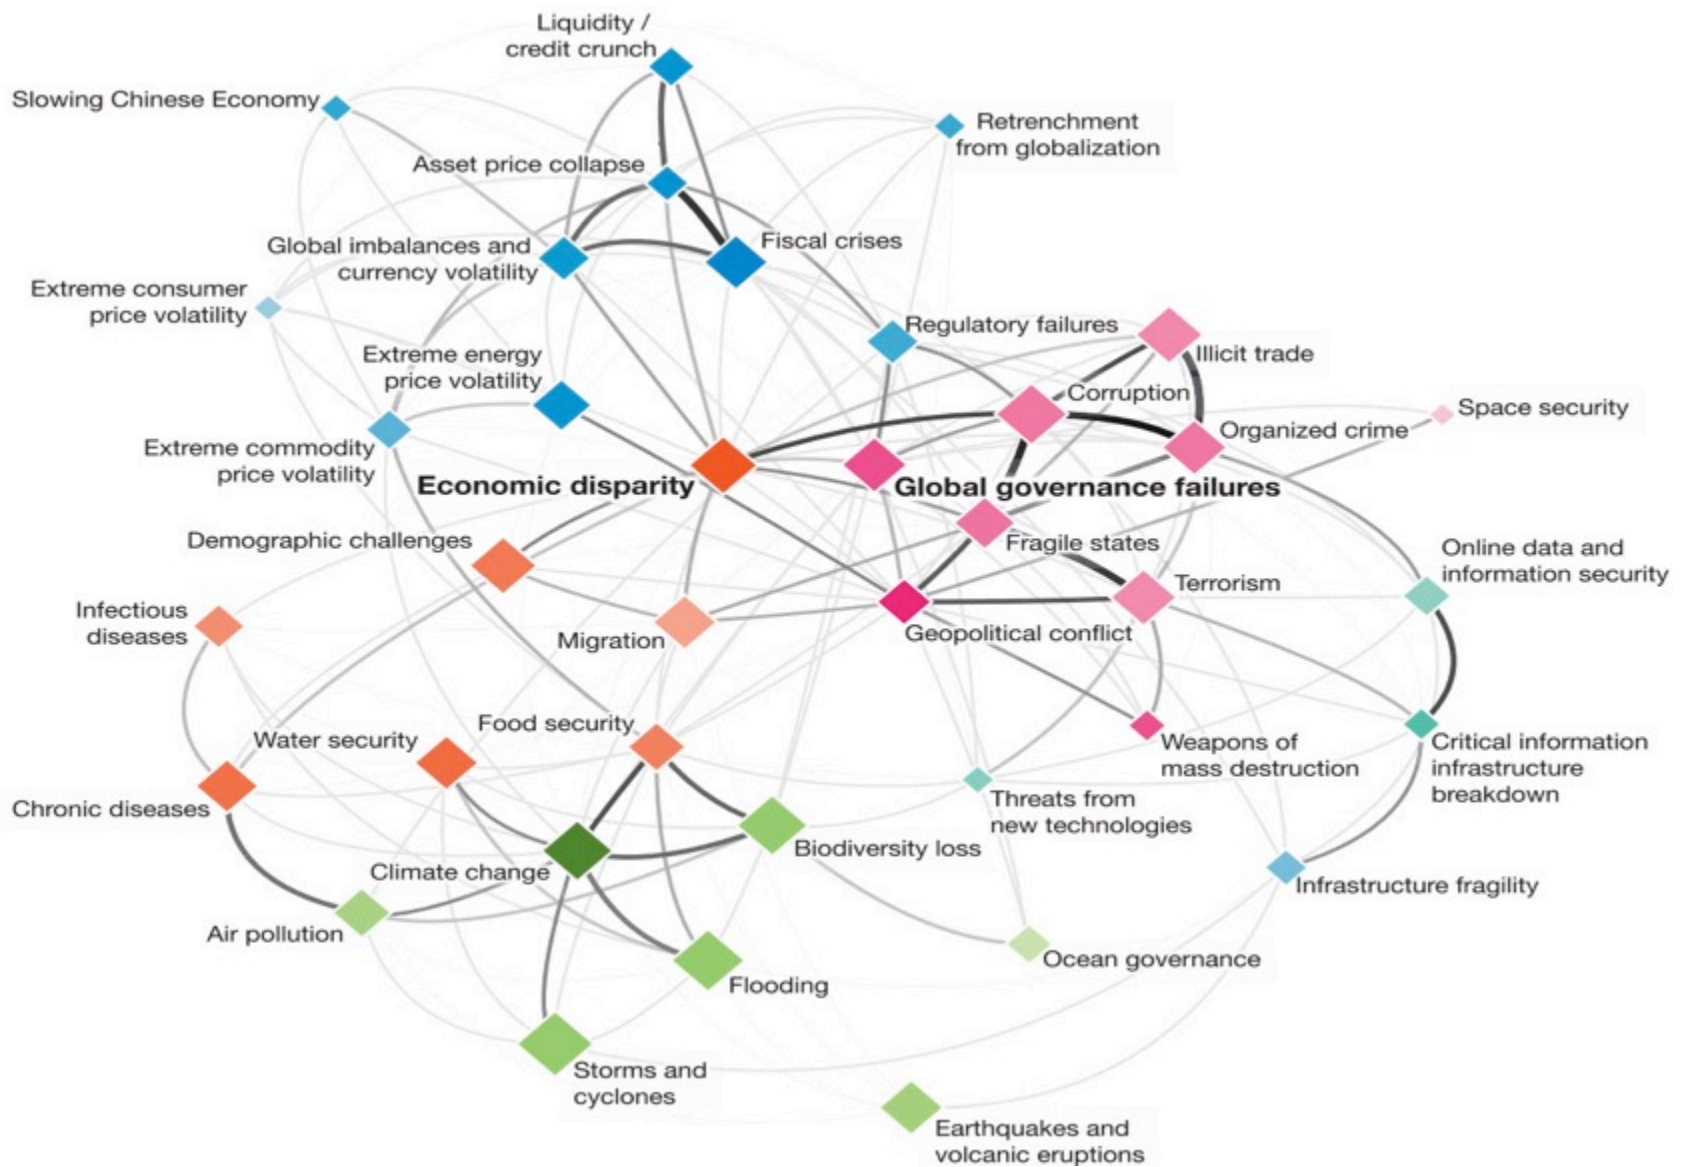 Liquidity /
credit crunch
Slowing Chinese Economy
Retrenchment
from globalization
Asset price collapse
Global imbalances and
currency volatility
Fiscal crises
Extreme consumer
price volatility
Regulatory failures
Illicit trade
Extreme energy
price volatility
Corruption
Space security
Organized crime
Extreme commodity
price volatility
Economic disparity
Global governance failures
Demographic challenges
Fragile states
Online data and
information security
Terrorism
Infectious
diseases
Migration
Geopolitical conflict
Food security
Water security
Weapons of
mass destruction
Critical information
infrastructure
breakdown
Chronic diseases
Threats from
new technologies
Biodiversity loss
Climate change
Infrastructure fragility
Air pollution
Ocean governance
Flooding
Storms and
cyclones
Earthquakes and
volcanic eruptions